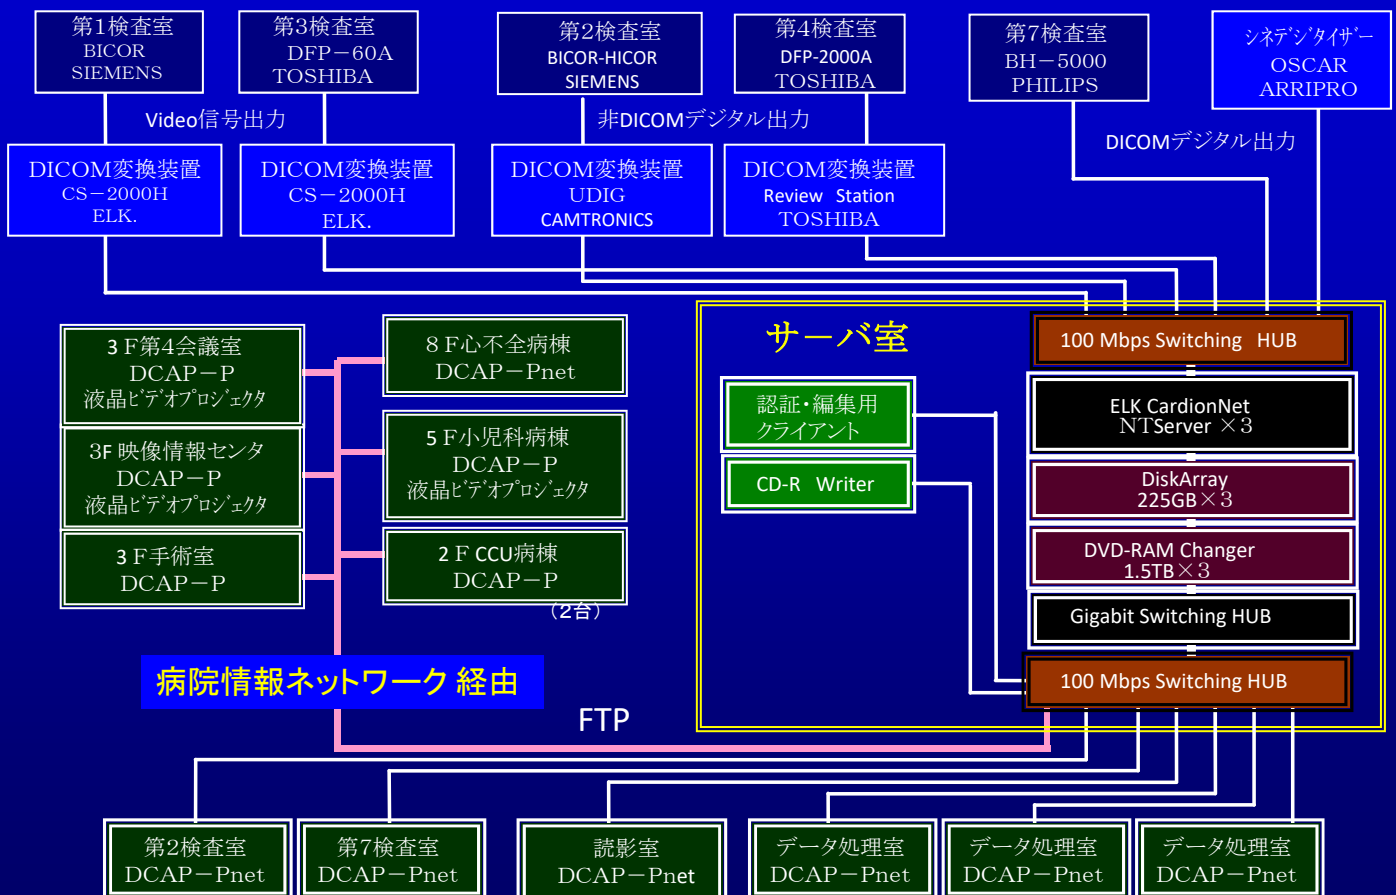 第1検査室
BICOR
SIEMENS
第3検査室
DFP−60A
TOSHIBA
第2検査室
BICOR-HICOR
SIEMENS
第4検査室
DFP-2000A
TOSHIBA
第7検査室
BH−5000
PHILIPS
シネデジタイザー
OSCAR
ARRIPRO
Video信号出力
非DICOMデジタル出力
DICOMデジタル出力
DICOM変換装置
CS−2000H
ELK.
DICOM変換装置
CS−2000H
ELK.
DICOM変換装置
UDIG
CAMTRONICS
DICOM変換装置
Review Station
TOSHIBA
3 F第4会議室
DCAP−P
液晶ビデオプロジェクタ
8 F心不全病棟
DCAP−Pnet
3F 映像情報センタ
DCAP−P
液晶ビデオプロジェクタ
5 F小児科病棟
DCAP−P
液晶ビデオプロジェクタ
3 F手術室
DCAP−P
2 F CCU病棟
DCAP−P
(2台)
サーバ室
認証・編集用
クライアント
CD-R Writer
100 Mbps Switching HUB
ELK CardionNet
NTServer ×3
DiskArray
225GB×3
DVD-RAM Changer
1.5TB×3
Gigabit Switching HUB
100 Mbps Switching HUB
病院情報ネットワーク 経由
FTP
第2検査室
DCAP−Pnet
第7検査室
DCAP−Pnet
読影室
DCAP−Pnet
データ処理室
DCAP−Pnet
データ処理室
DCAP−Pnet
データ処理室
DCAP−Pnet